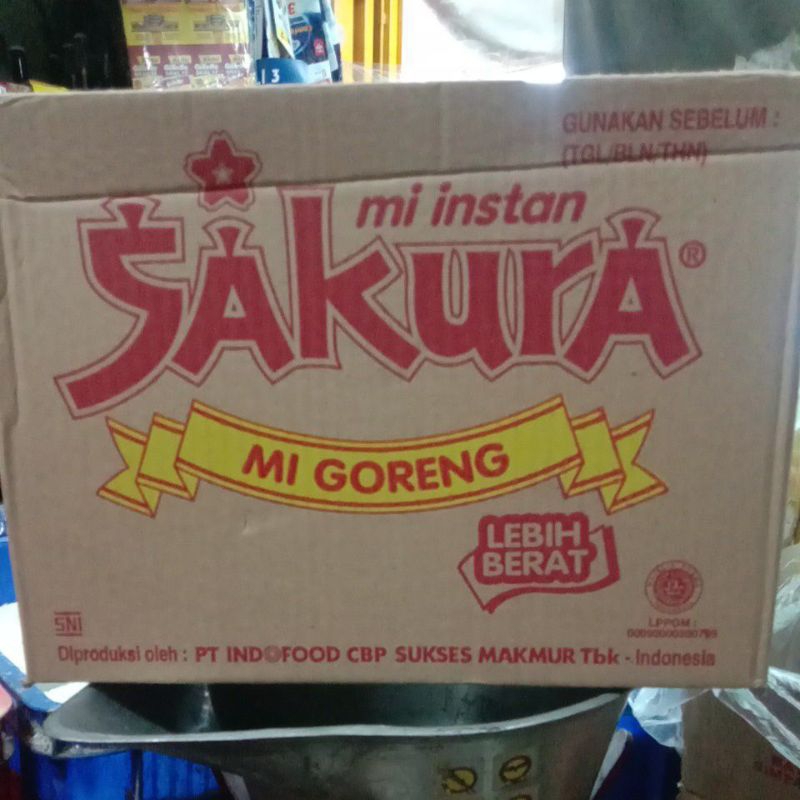 GUNAKAN SEBELUM :
(TGL/BLN/THN)
mi instan
SAkurA®
MI GORENG
LEBIH
BERAT
SNI
LPPOM :
Diproduksi oleh : PT INDOFOOD CBP SUKSES MAKMUR Tbk - Indonesia